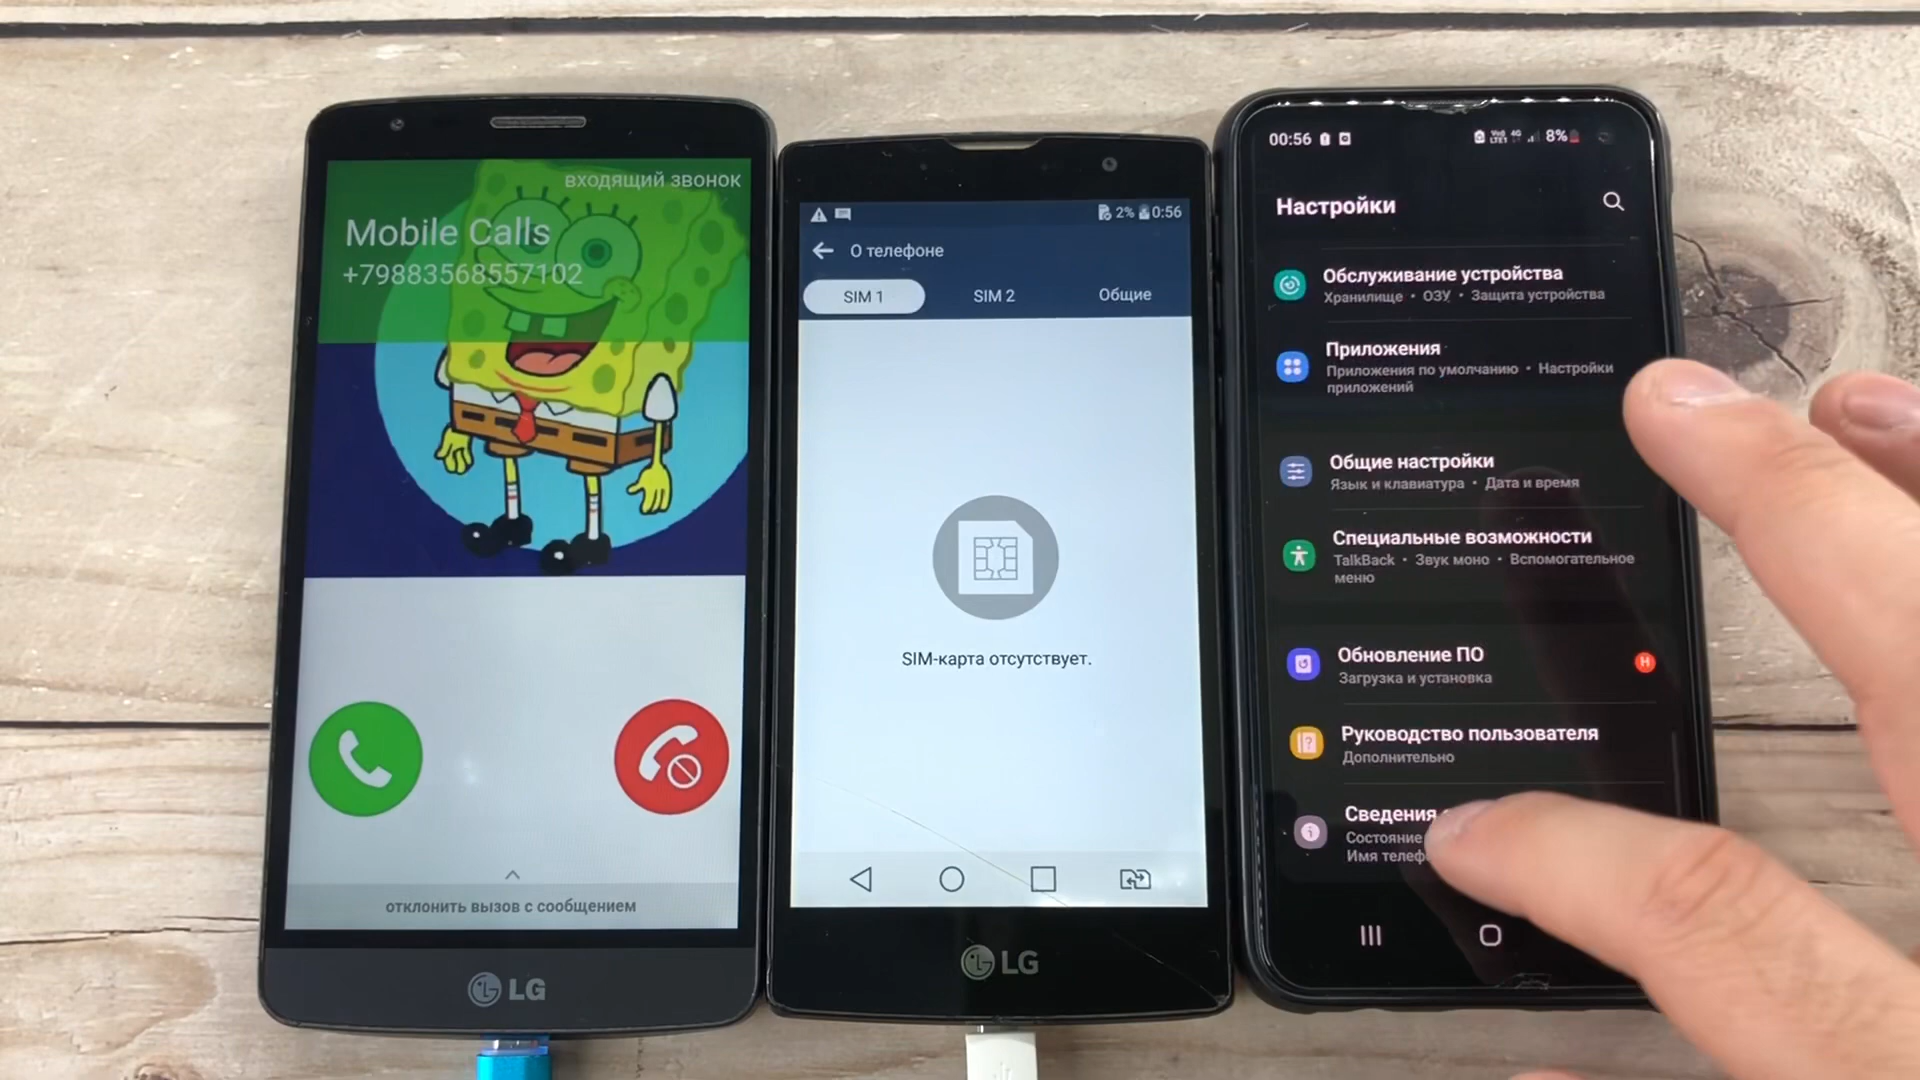 входящий звонок
Mobile Calls
+79883568557102
отклонить вызов с сообщением
LG
2% 0:56
О телефоне
SIM 1 SIM 2 Общие
SIM-карта отсутствует.
LG
00:56 8%
Настройки
Обслуживание устройства
Хранилище • ОЗУ • Защита устройства
Приложения
Приложения по умолчанию • Настройки
приложений
Общие настройки
Язык и клавиатура • Дата и время
Специальные возможности
TalkBack • Звук моно • Вспомогательное
меню
Обновление ПО
Загрузка и установка
Н
Руководство пользователя
Дополнительно
Сведения
Состояние
Имя